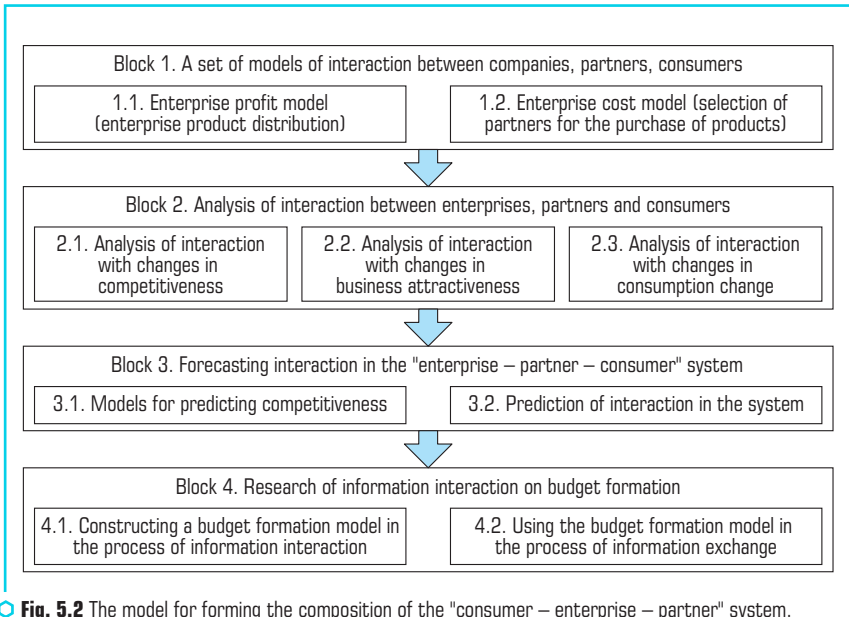 Block 1. A set of models of interaction between companies, partners, consumers
1.1. Enterprise profit model
(enterprise product distribution)
1.2. Enterprise cost model (selection of
partners for the purchase of products)
Block 2. Analysis of interaction between enterprises, partners and consumers
2.1. Analysis of interaction
with changes in
competitiveness
2.2. Analysis of interaction
with changes in
business attractiveness
2.3. Analysis of interaction
with changes in
consumption change
Block 3. Forecasting interaction in the "enterprise – partner – consumer" system
3.1. Models for predicting competitiveness
3.2. Prediction of interaction in the system
Block 4. Research of information interaction on budget formation
4.1. Constructing a budget formation model in
the process of information interaction
4.2. Using the budget formation model in
the process of information exchange
Fig. 5.2 The model for forming the composition of the "consumer – enterprise – partner" system.